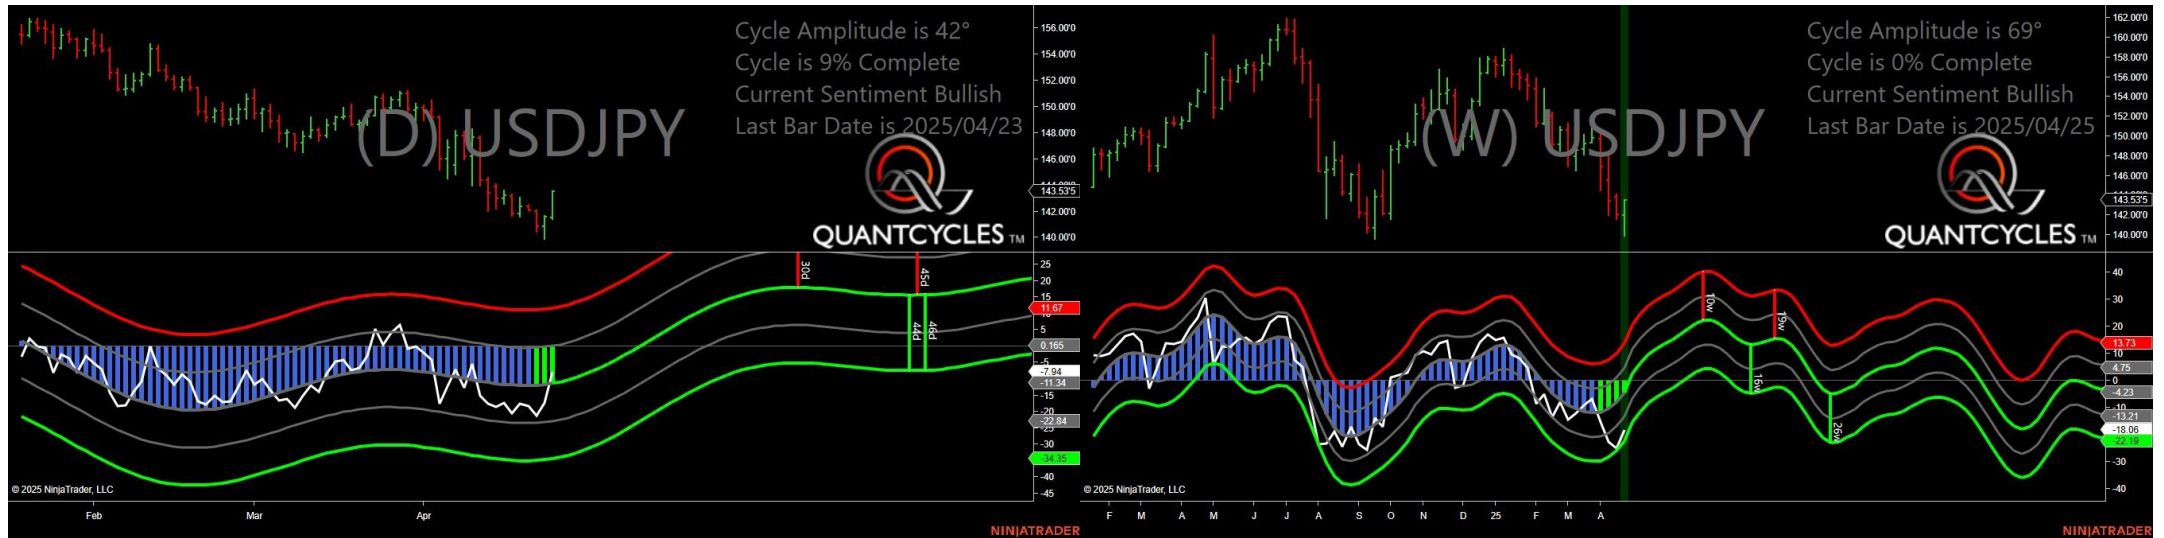 Cycle Amplitude is 42°
Cycle is 9% Complete
Current Sentiment Bullish
Last Bar Date is 2025/04/23
(D) USDJPY
QUANTCYCLES TM
156.00'0
154.00'0
152.00'0
150.00'0
148.00'0
146.00'0
143.53'5
142.00'0
140.00'0
30d
45d
44d
46d
25
20
15
11.67
10
5
0.165
-5
-7.94
-11.34
-15
-20
-22.84
-25
-30
-34.35
-40
-45
© 2025 NinjaTrader, LLC
Feb
Mar
Apr
NINJATRADER
Cycle Amplitude is 69°
Cycle is 0% Complete
Current Sentiment Bullish
Last Bar Date is 2025/04/25
(W) USDJPY
QUANTCYCLES TM
162.00'0
160.00'0
158.00'0
156.00'0
154.00'0
152.00'0
150.00'0
148.00'0
146.00'0
143.53'5
142.00'0
140.00'0
10w
19w
16w
26w
40
30
20
13.73
10
4.75
0
-4.23
-10
-13.21
-18.06
-22.19
-30
-40
© 2025 NinjaTrader, LLC
F
M
A
M
J
J
A
S
O
N
D
25
F
M
A
NINJATRADER